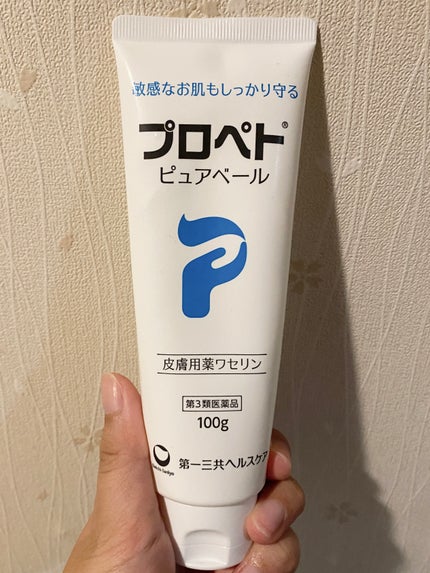 敏感なお肌もしっかり守る
プロペト®
ピュアベール
皮膚用薬ワセリン
第3類医薬品
100g
Daiichi-Sankyo
第一三共ヘルスケア